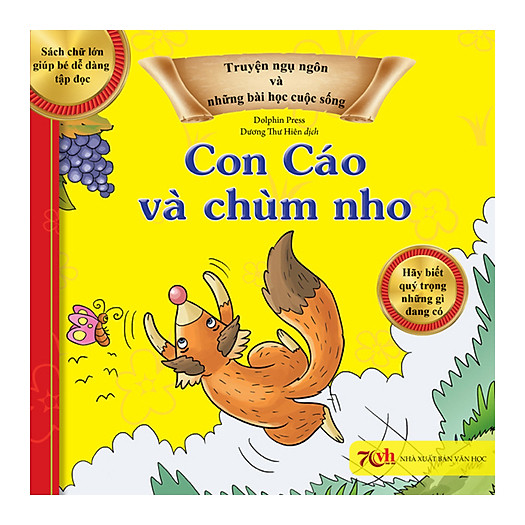 Sách chữ lớn
giúp bé dễ dàng
tập đọc
Truyện ngụ ngôn
và
những bài học cuộc sống
Dolphin Press
Dương Thư Hiên dịch
Con Cáo
và chùm nho
Hãy biết
quý trọng
những gì
đang có
70vh NHÀ XUẤT BẢN VĂN HỌC